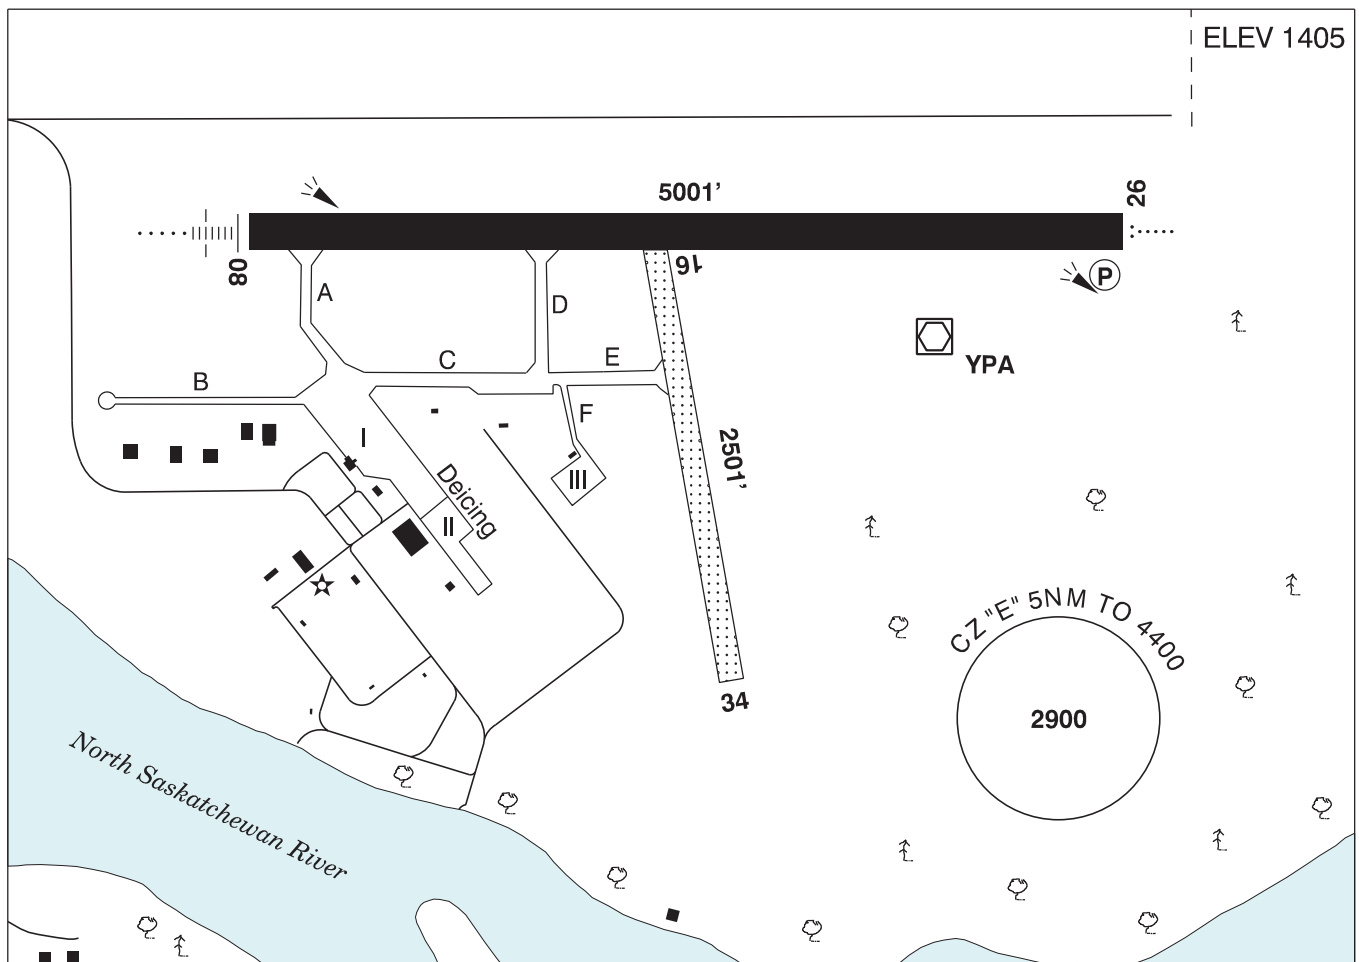 ELEV 1405
5001'
26
08
16
A
D
P
YPA
C
E
B
F
I
2501'
Deicing
III
II
CZ "E" 5NM TO 4400
34
2900
North Saskatchewan River